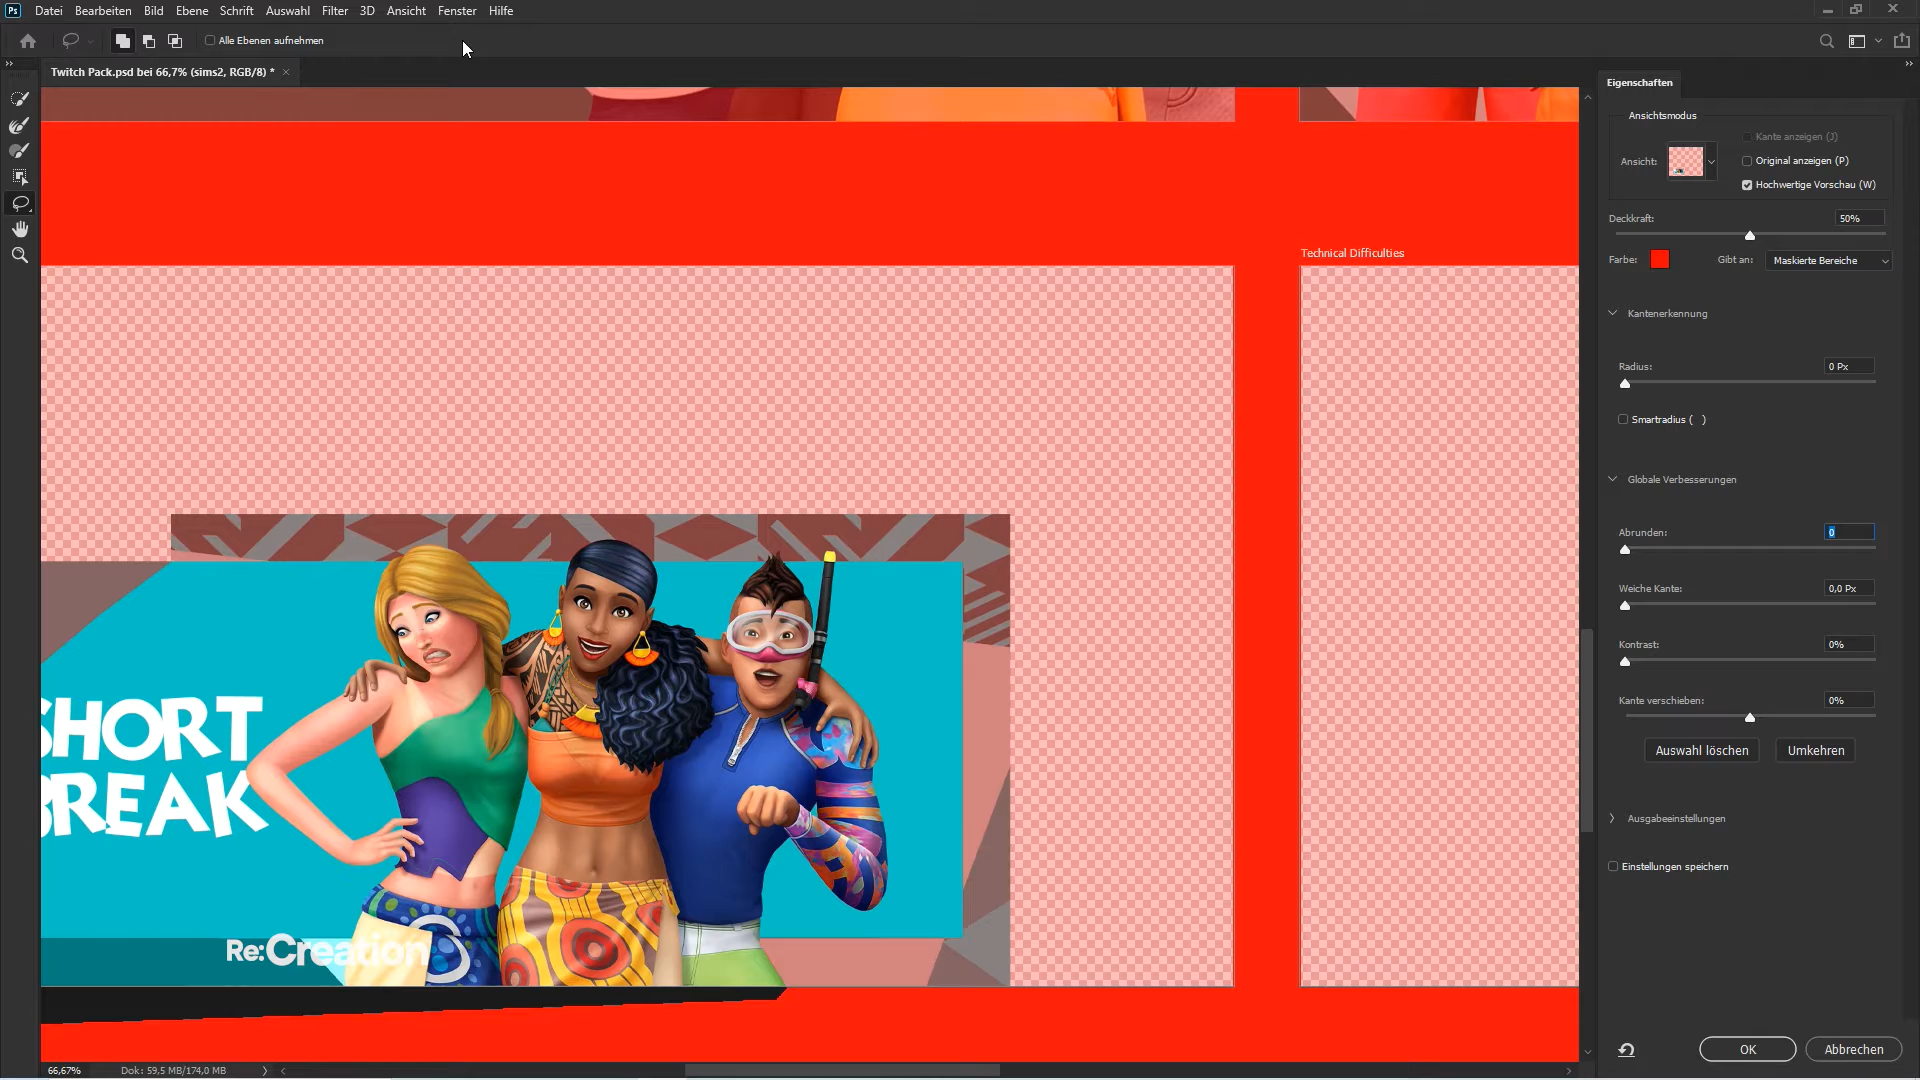 Ps Datei Bearbeiten Bild Ebene Schrift Auswahl Filter 3D Ansicht Fenster Hilfe
Alle Ebenen aufnehmen
Twitch Pack.psd bei 66,7% (sims2, RGB/8) *
Eigenschaften
Ansichtsmodus
Kante anzeigen (J)
Ansicht:
Original anzeigen (P)
Hochwertige Vorschau (W)
Deckkraft: 50%
Technical Difficulties
Farbe: Gibt an: Maskierte Bereiche
Kantenerkennung
Radius: 0 Px
Smartradius ( )
Globale Verbesserungen
Abrunden: 0
Weiche Kante: 0,0 Px
Kontrast: 0%
Kante verschieben: 0%
Auswahl löschen Umkehren
SHORT
BREAK
Re:Creation
Ausgabeeinstellungen
Einstellungen speichern
OK Abbrechen
66,67% Dok: 59,5 MB/174,0 MB